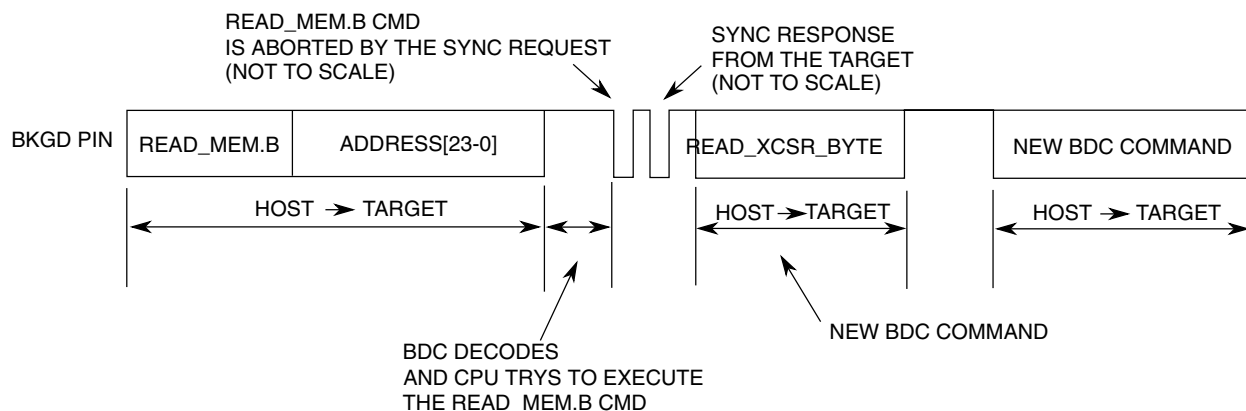 READ_MEM.B CMD
IS ABORTED BY THE SYNC REQUEST
(NOT TO SCALE)
SYNC RESPONSE
FROM THE TARGET
(NOT TO SCALE)
BKGD PIN
READ_MEM.B
ADDRESS[23-0]
READ_XCSR_BYTE
NEW BDC COMMAND
HOST → TARGET
HOST → TARGET
HOST → TARGET
NEW BDC COMMAND
BDC DECODES
AND CPU TRYS TO EXECUTE
THE READ_MEM.B CMD